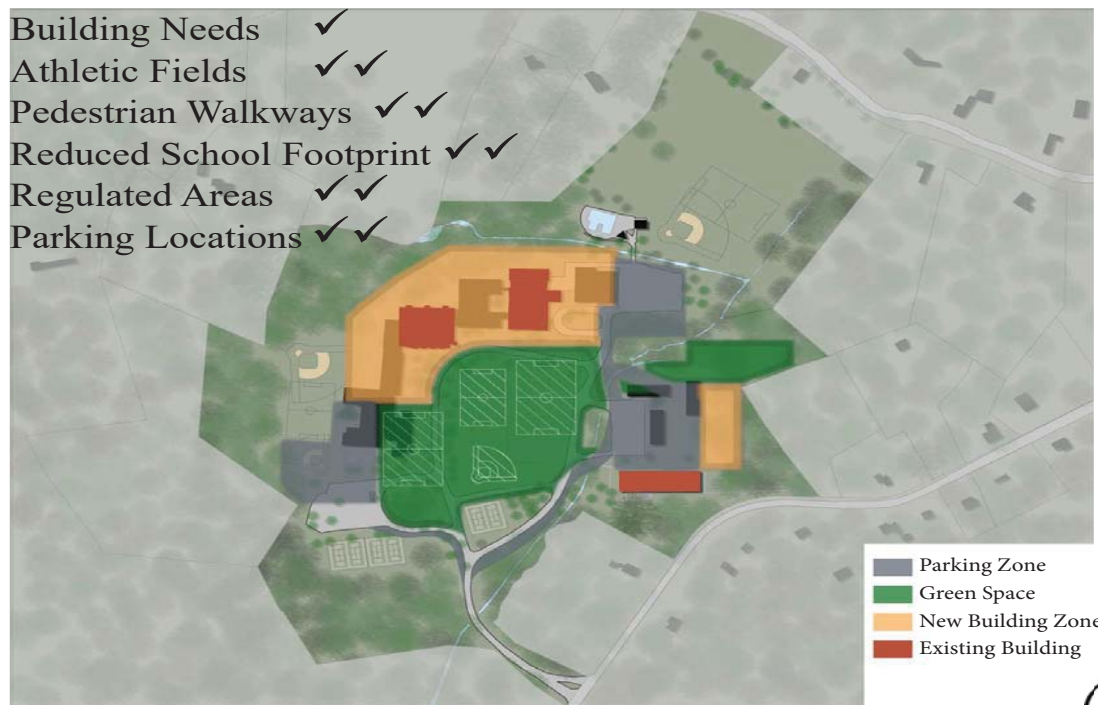 Building Needs ✓
Athletic Fields ✓✓
Pedestrian Walkways ✓✓
Reduced School Footprint ✓✓
Regulated Areas ✓✓
Parking Locations ✓✓
Parking Zone
Green Space
New Building Zone
Existing Building